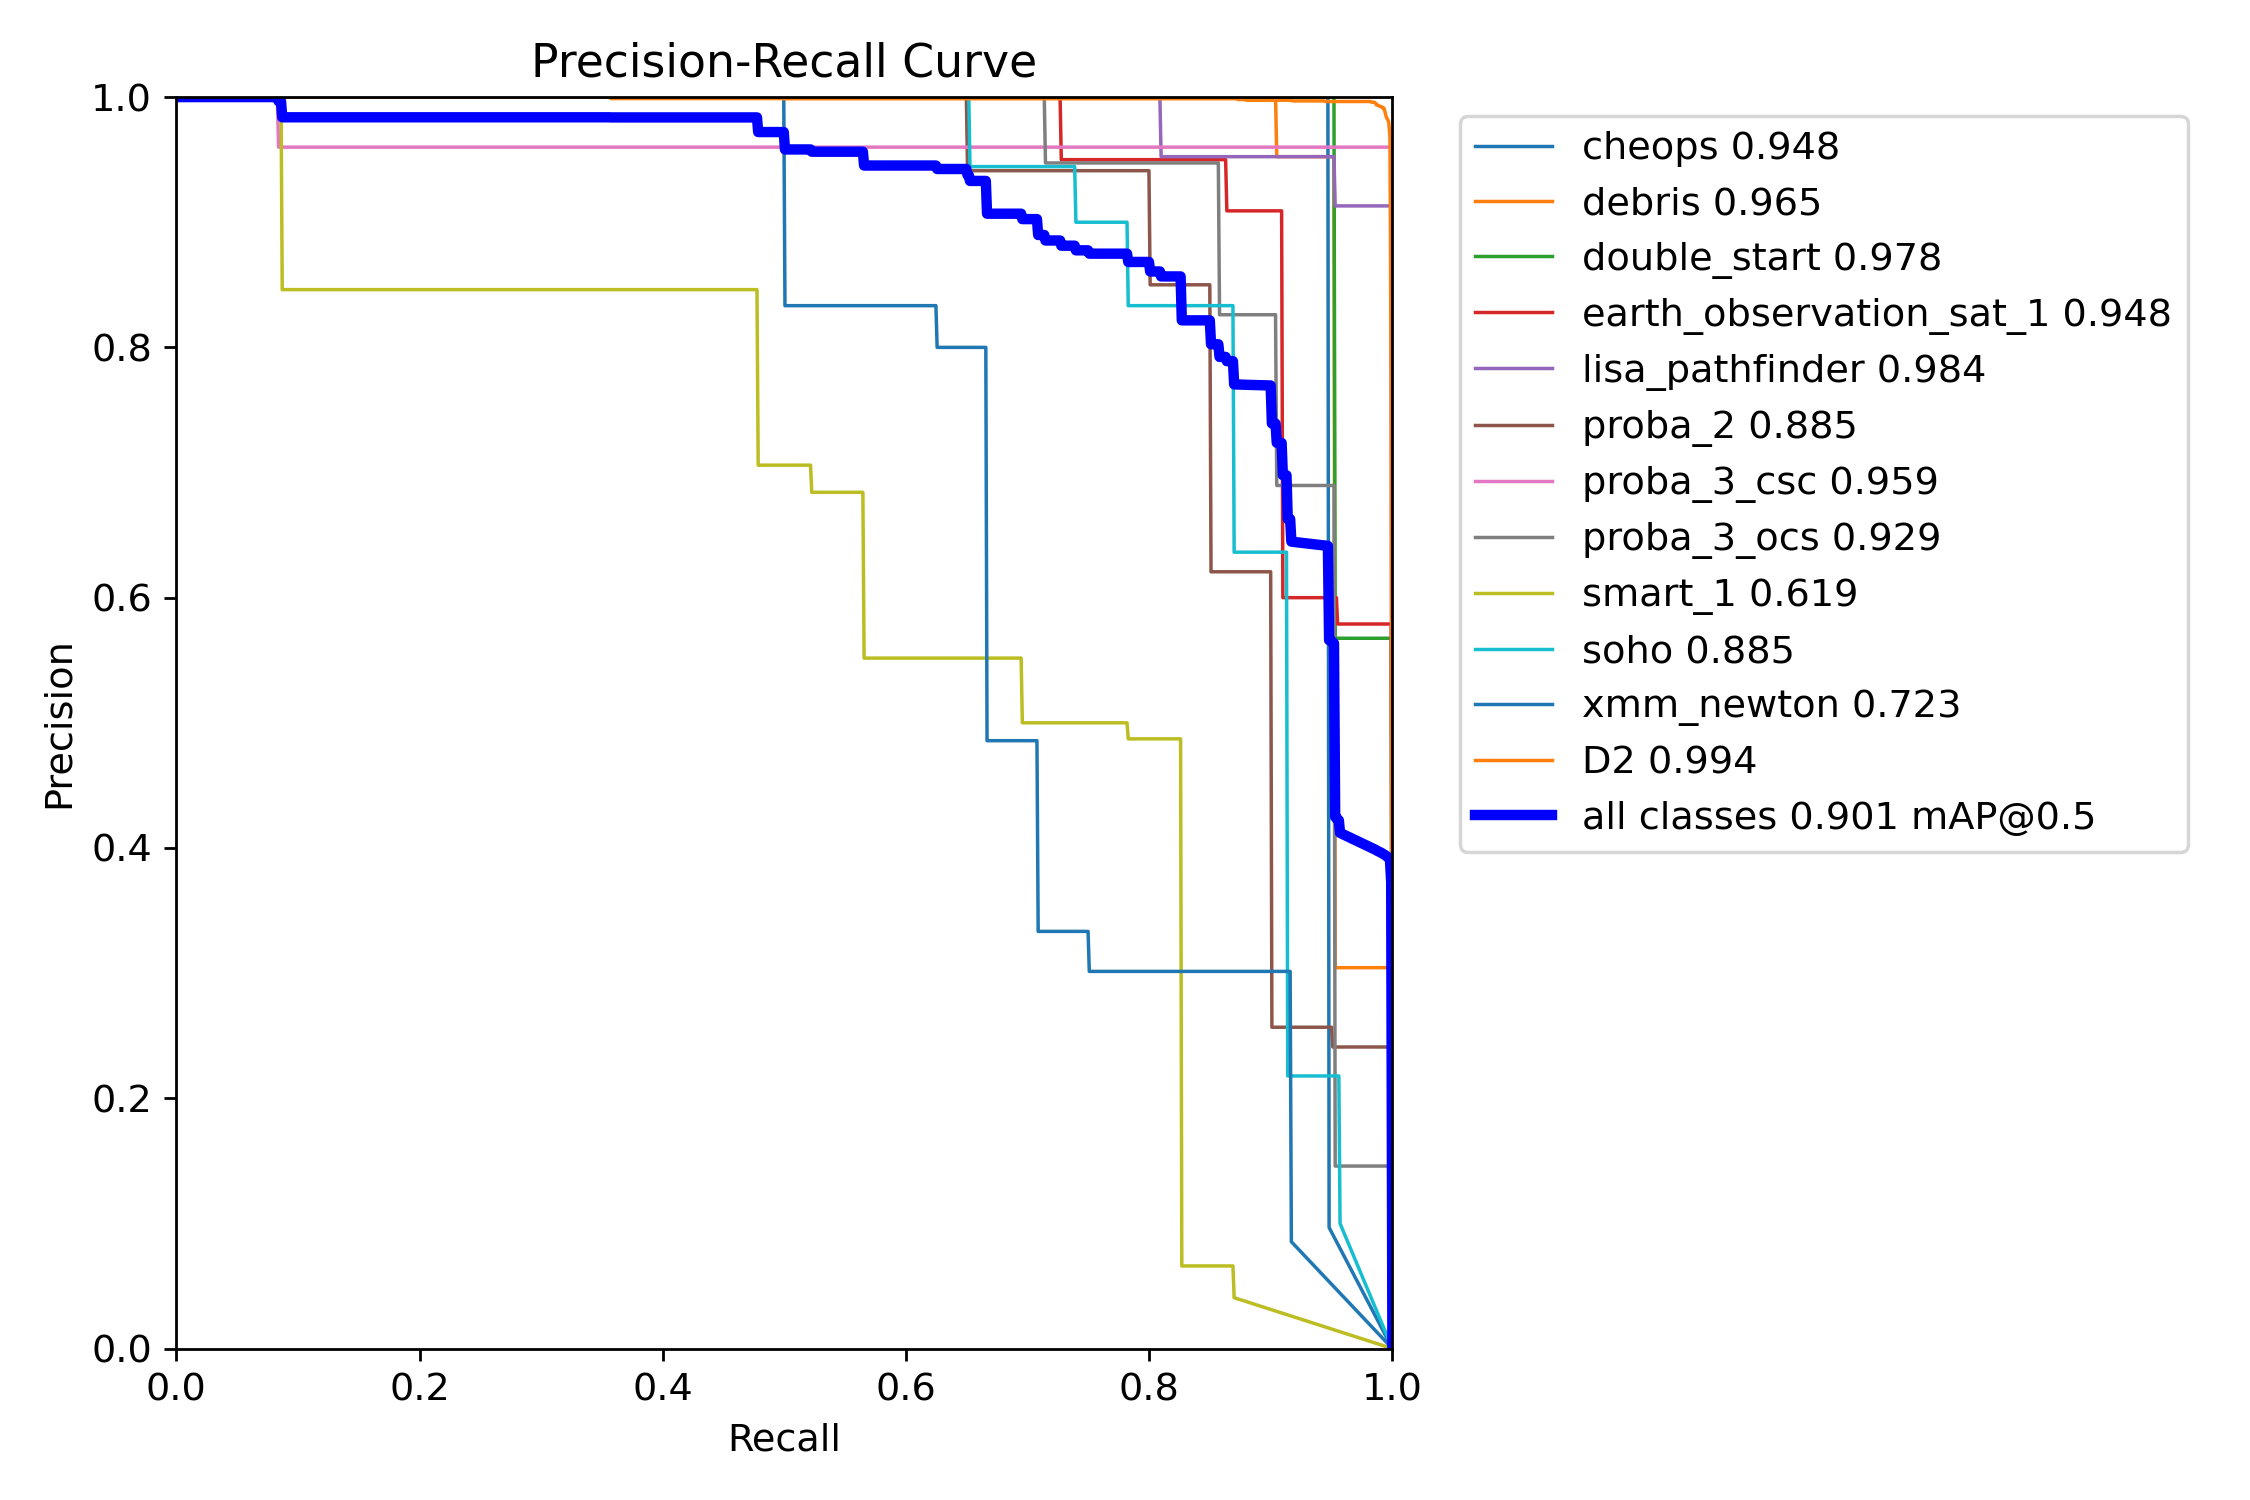 Precision-Recall Curve
1.0
0.8
0.6
0.4
0.2
0.0
Precision
0.0 0.2 0.4 0.6 0.8 1.0
Recall
cheops 0.948
debris 0.965
double_start 0.978
earth_observation_sat_1 0.948
lisa_pathfinder 0.984
proba_2 0.885
proba_3_csc 0.959
proba_3_ocs 0.929
smart_1 0.619
soho 0.885
xmm_newton 0.723
D2 0.994
all classes 0.901 mAP@0.5